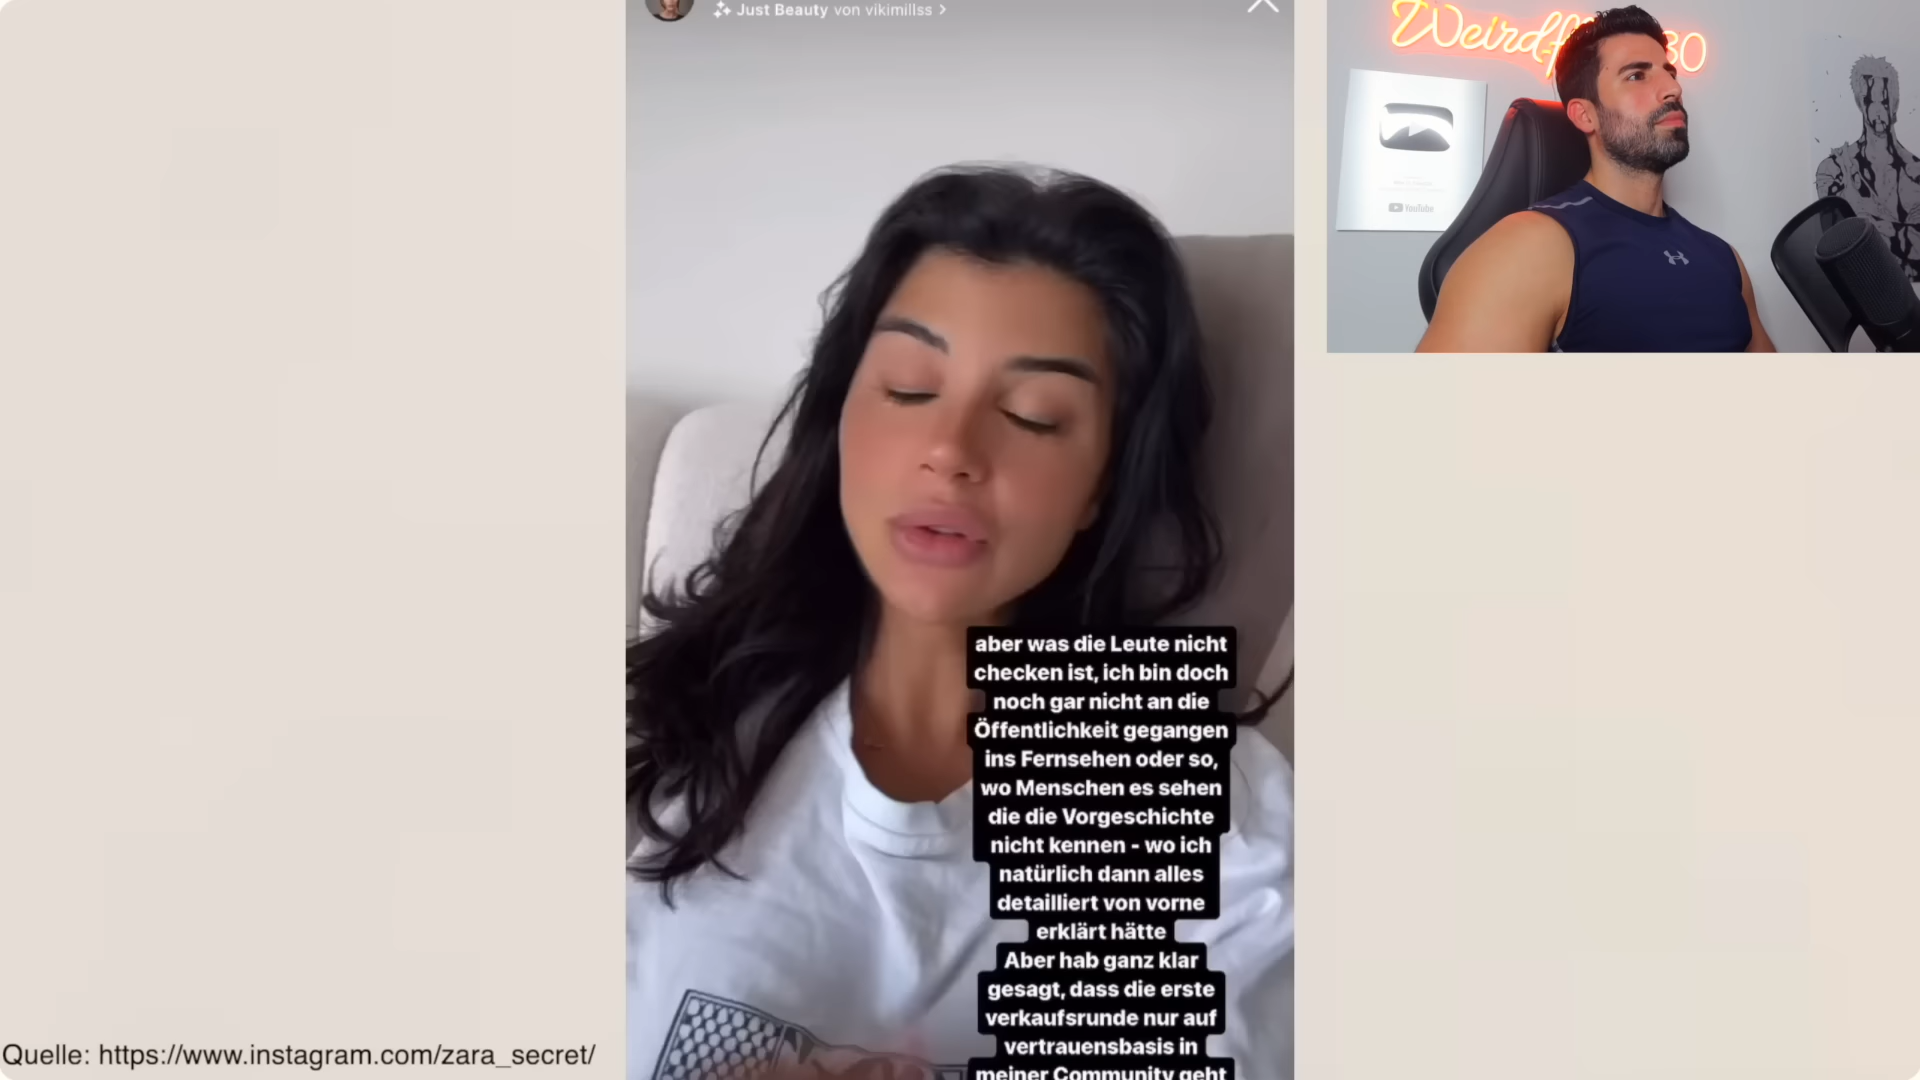 Just Beauty von vikimillss >
Weirdf
30
YouTube
aber was die Leute nicht
checken ist, ich bin doch
noch gar nicht an die
Öffentlichkeit gegangen
ins Fernsehen oder so,
wo Menschen es sehen
die die Vorgeschichte
nicht kennen - wo ich
natürlich dann alles
detailliert von vorne
erklärt hätte
Aber hab ganz klar
gesagt, dass die erste
verkaufsrunde nur auf
vertrauensbasis in
meiner Community geht
Quelle: https://www.instagram.com/zara_secret/